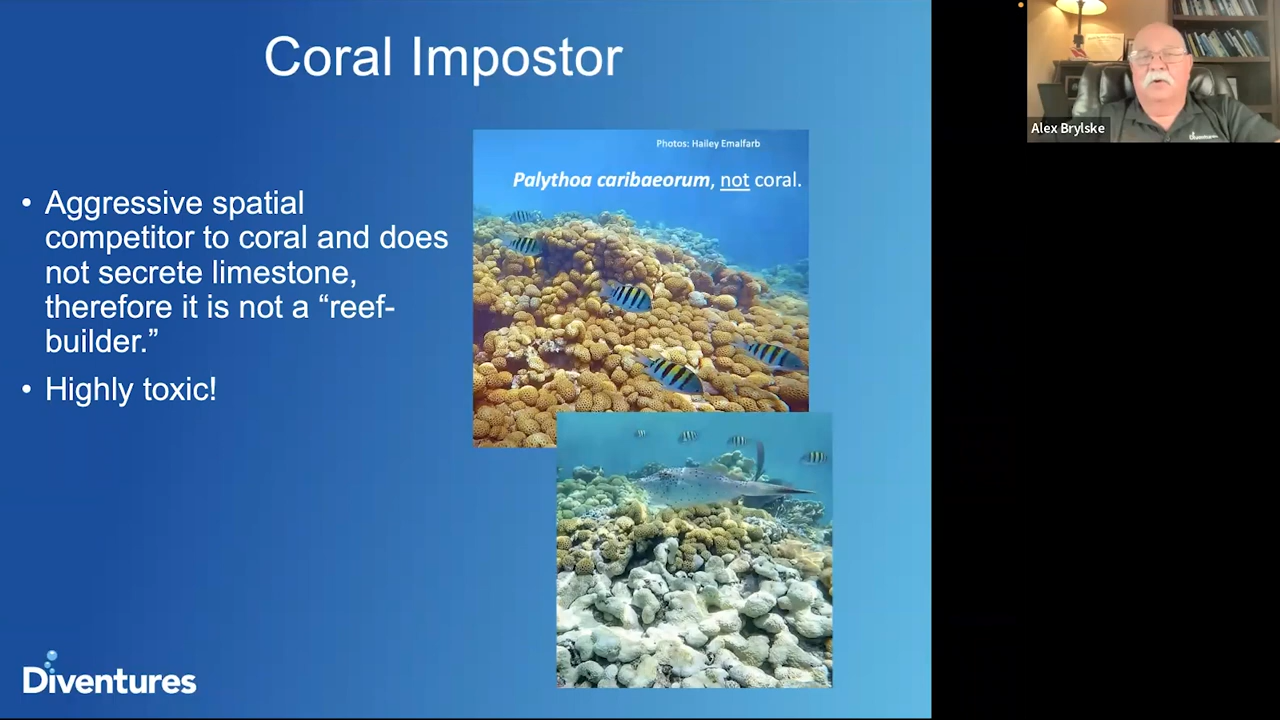 Coral Impostor
Photos: Hailey Emalfarb
Palythoa caribaeorum, not coral.
• Aggressive spatial
competitor to coral and does
not secrete limestone,
therefore it is not a “reef-
builder.”
• Highly toxic!
Diventures
Alex Brylske